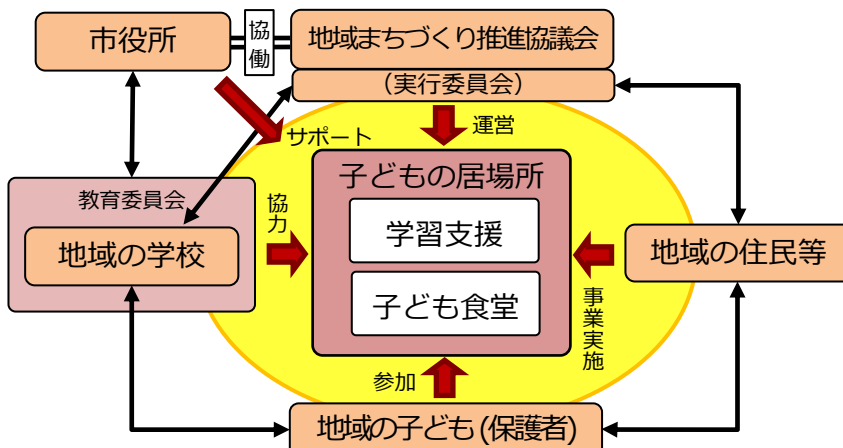 市役所
協働
地域まちづくり推進協議会
（実行委員会）
サポート
運営
教育委員会
地域の学校
協力
子どもの居場所
学習支援
子ども食堂
地域の住民等
事業実施
参加
地域の子ども(保護者)